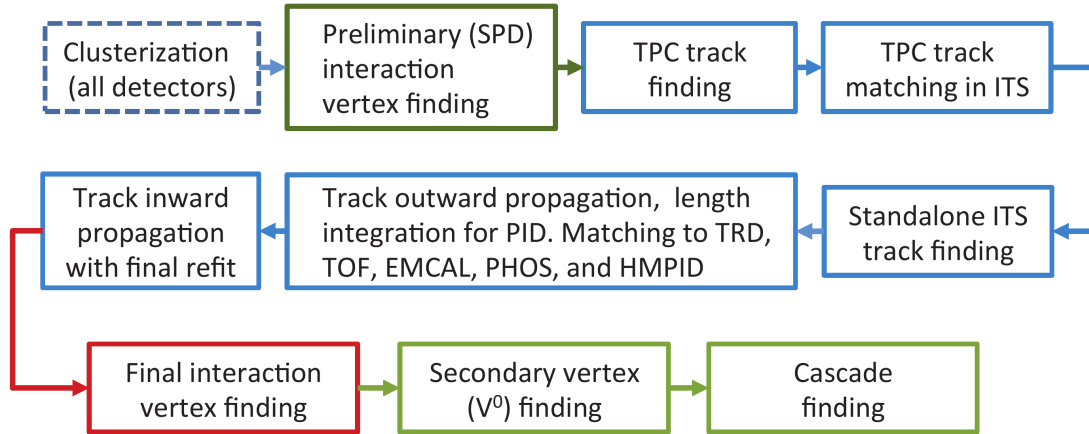 Clusterization
(all detectors)
Preliminary (SPD)
interaction
vertex finding
TPC track
finding
TPC track
matching in ITS
Track inward
propagation
with final refit
Track outward propagation, length
integration for PID. Matching to TRD,
TOF, EMCAL, PHOS, and HMPID
Standalone ITS
track finding
Final interaction
vertex finding
Secondary vertex
(V⁰) finding
Cascade
finding